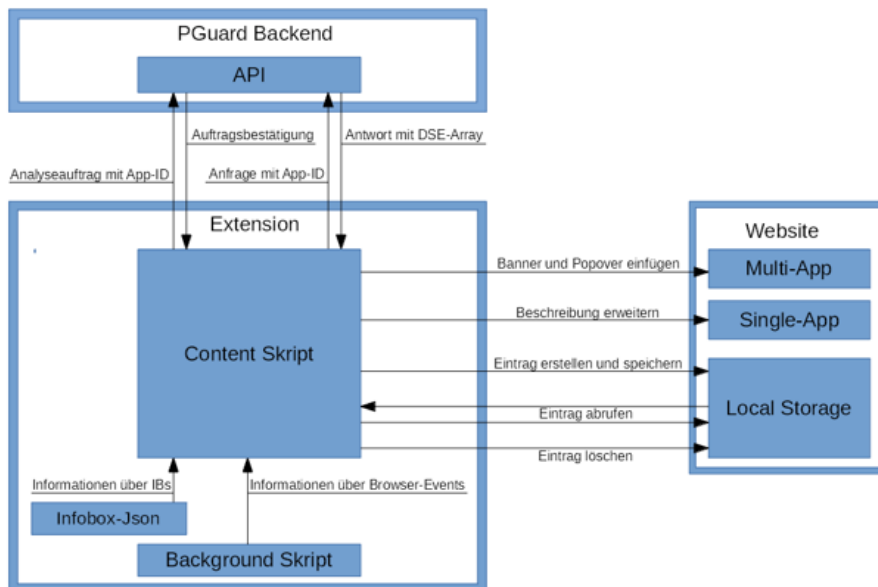 PGuard Backend
API
Auftragsbestätigung
Antwort mit DSE-Array
Analyseauftrag mit App-ID
Anfrage mit App-ID
Extension
Website
Content Skript
Banner und Popover einfügen
Multi-App
Beschreibung erweitern
Single-App
Eintrag erstellen und speichern
Local Storage
Eintrag abrufen
Eintrag löschen
Informationen über IBs
Informationen über Browser-Events
Infobox-Json
Background Skript